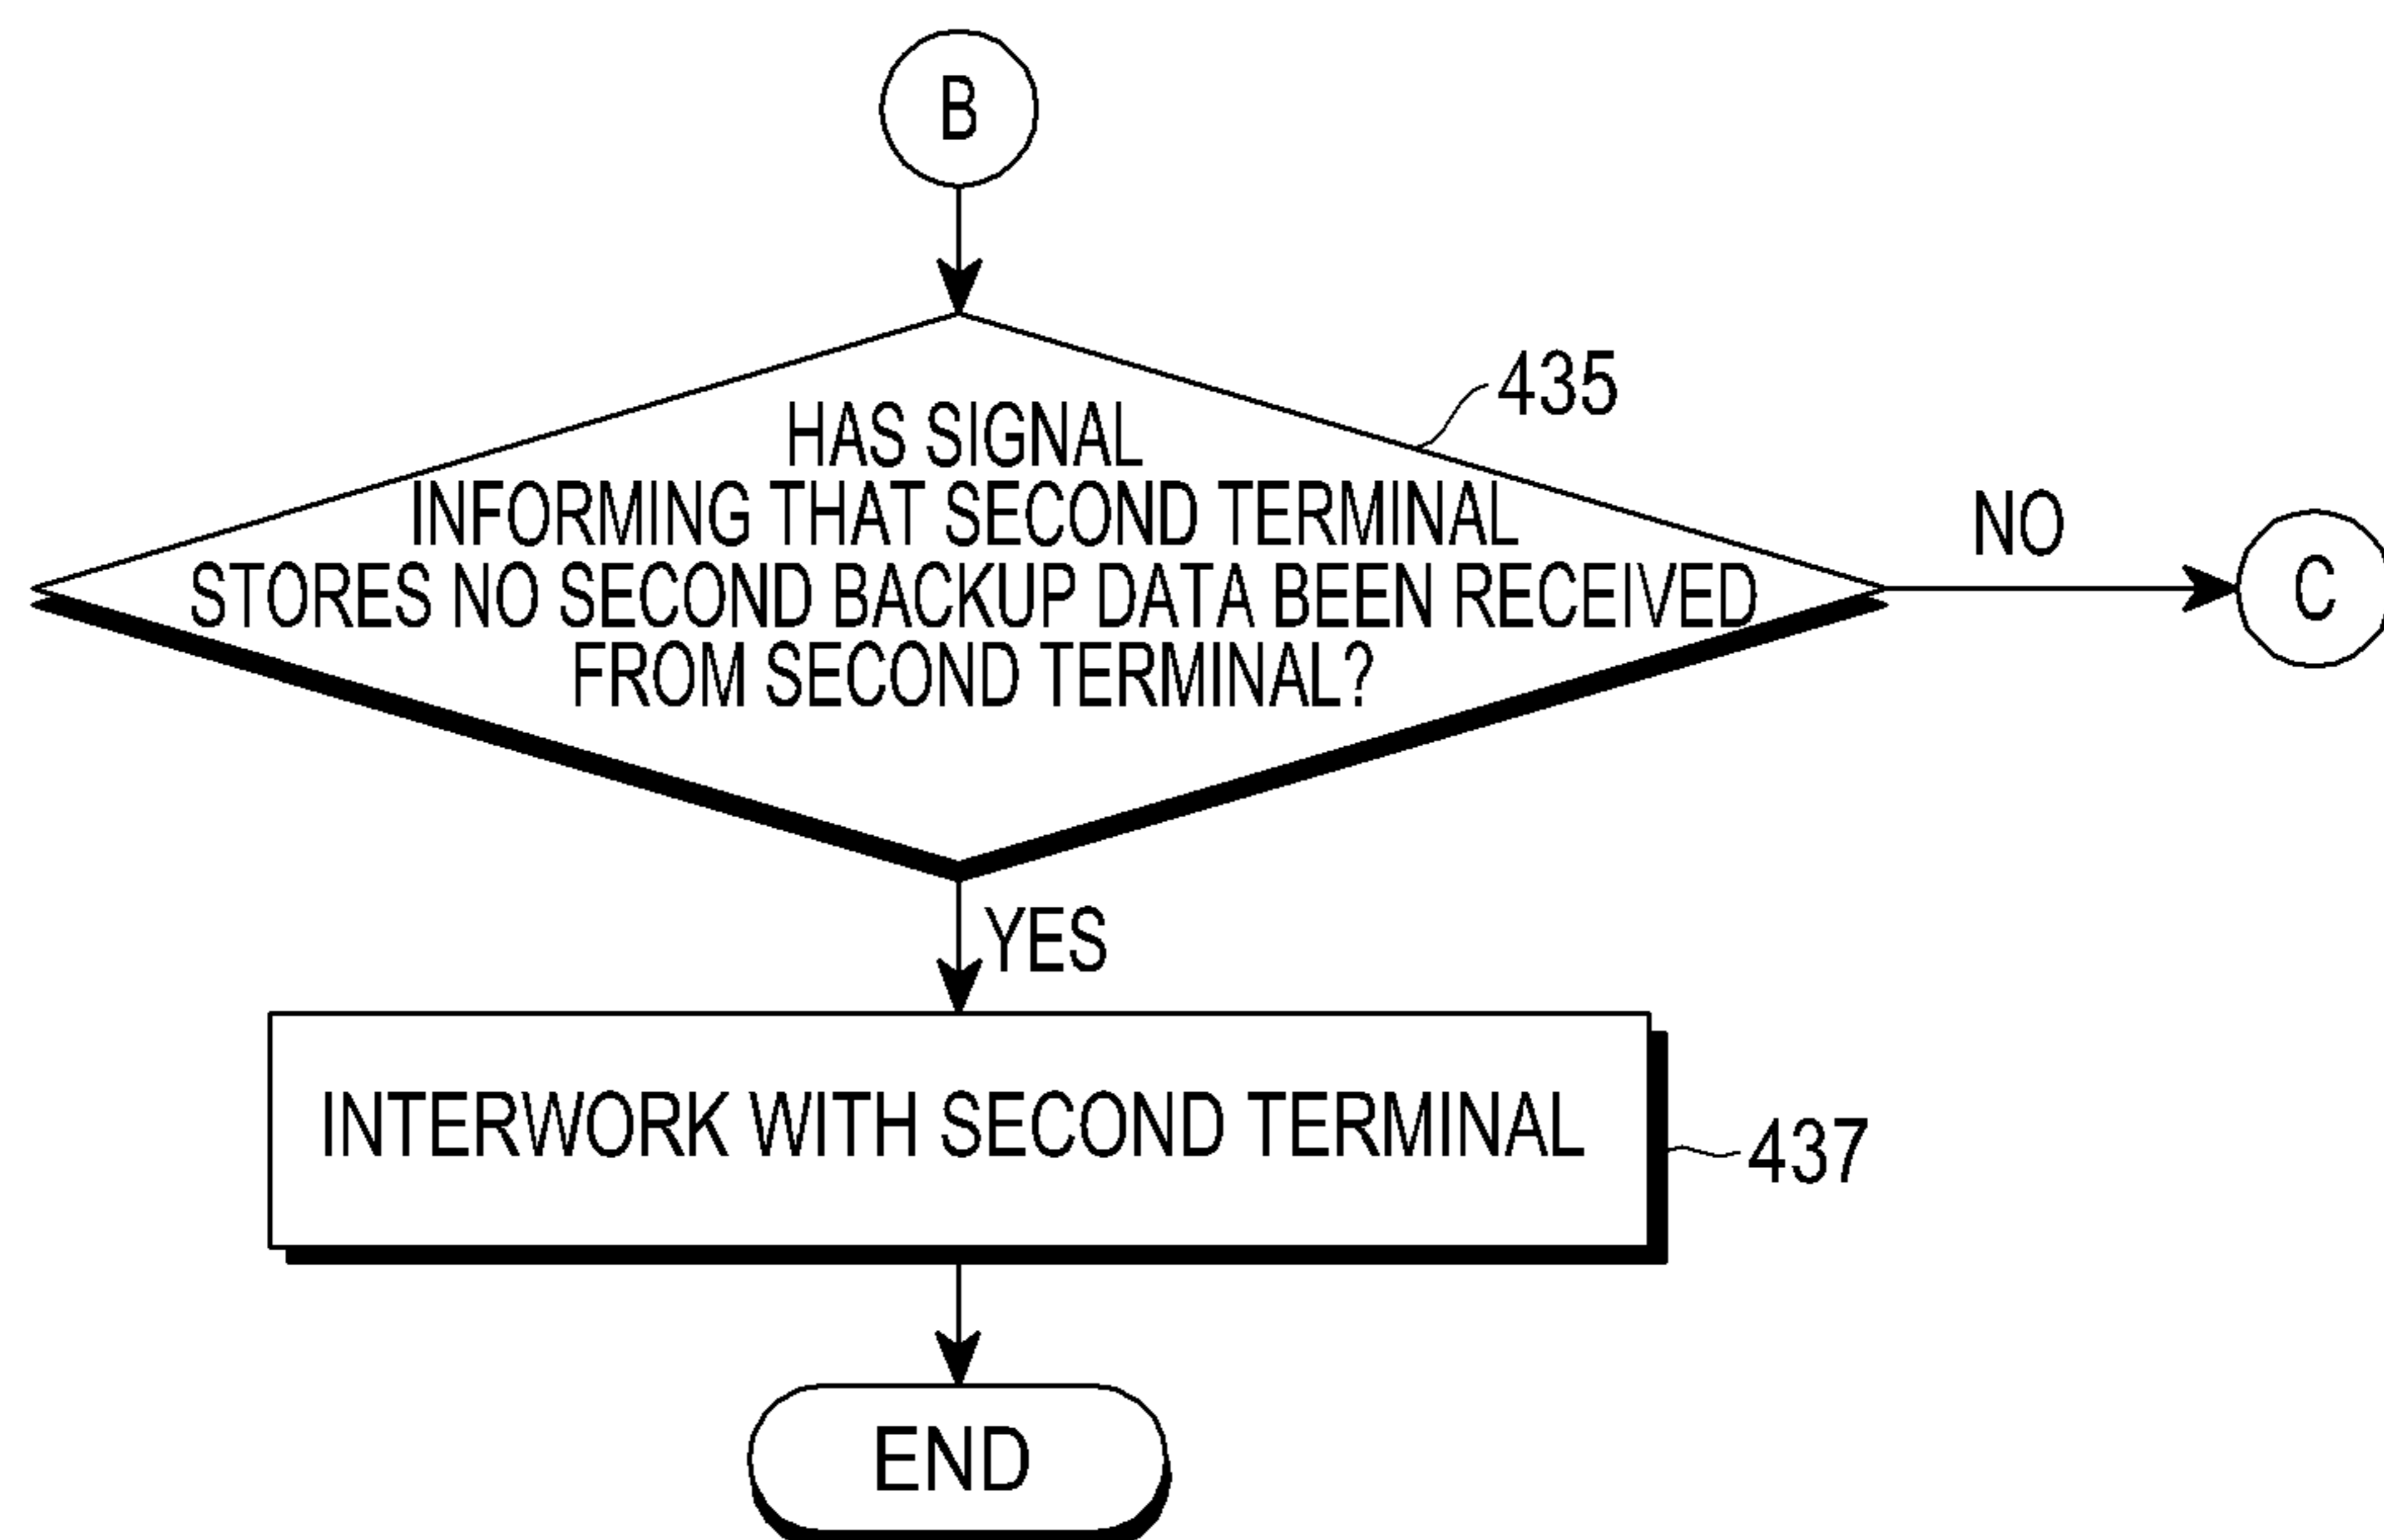 B
435
HAS SIGNAL
INFORMING THAT SECOND TERMINAL
STORES NO SECOND BACKUP DATA BEEN RECEIVED
FROM SECOND TERMINAL?
NO
C
YES
INTERWORK WITH SECOND TERMINAL
437
END